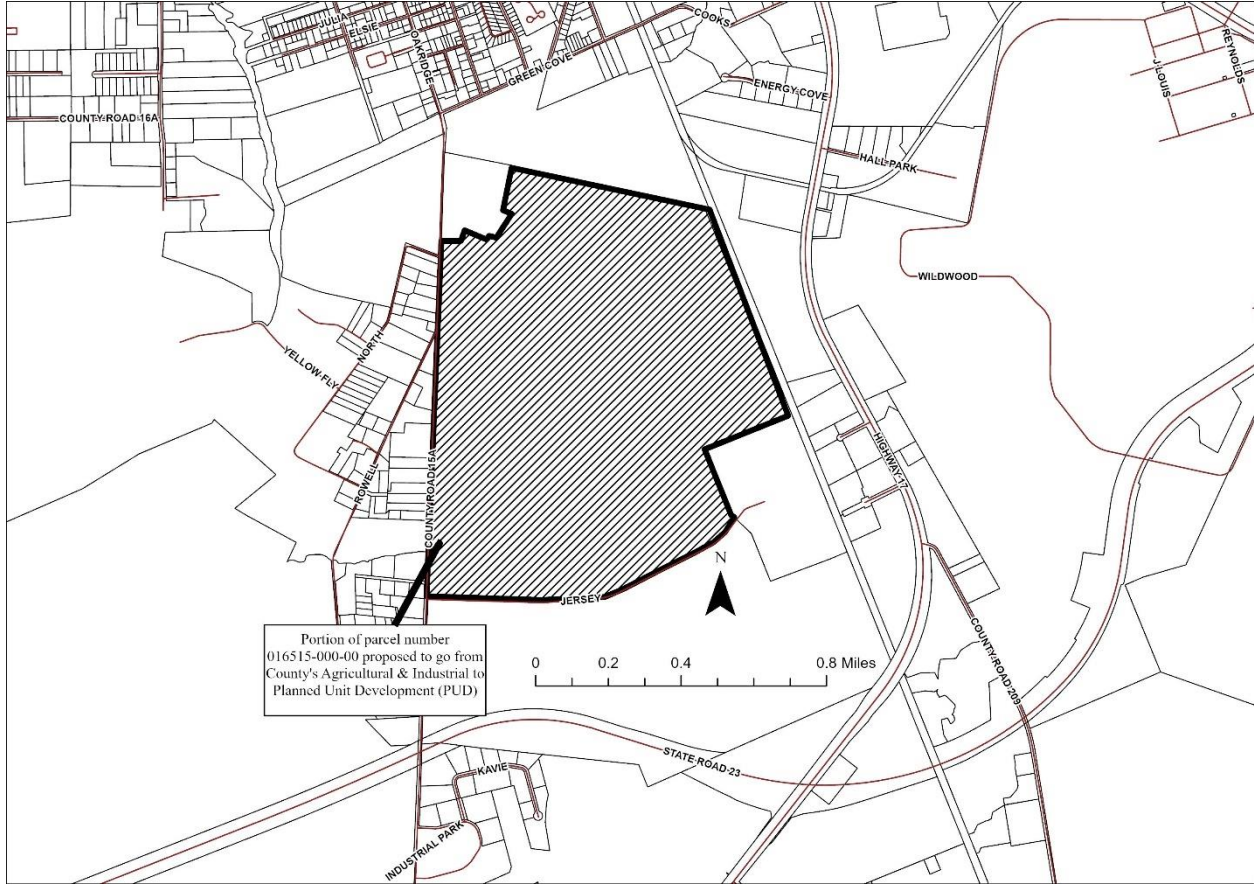 COOKS
JULIA
ELSIE
OAKRIDGE
GREEN COVE
REYNOLDS
J LOUIS
ENERGY COVE
COUNTY ROAD 16A
HALL PARK
WILDWOOD
NORTH
YELLOW FLY
ROWELL
COUNTY ROAD 15A
HIGHWAY 17
N
JERSEY
Portion of parcel number
016515-000-00 proposed to go from
County's Agricultural & Industrial to
Planned Unit Development (PUD)
0 0.2 0.4 0.8 Miles
COUNTY ROAD 209
STATE ROAD 23
KAVIE
INDUSTRIAL PARK